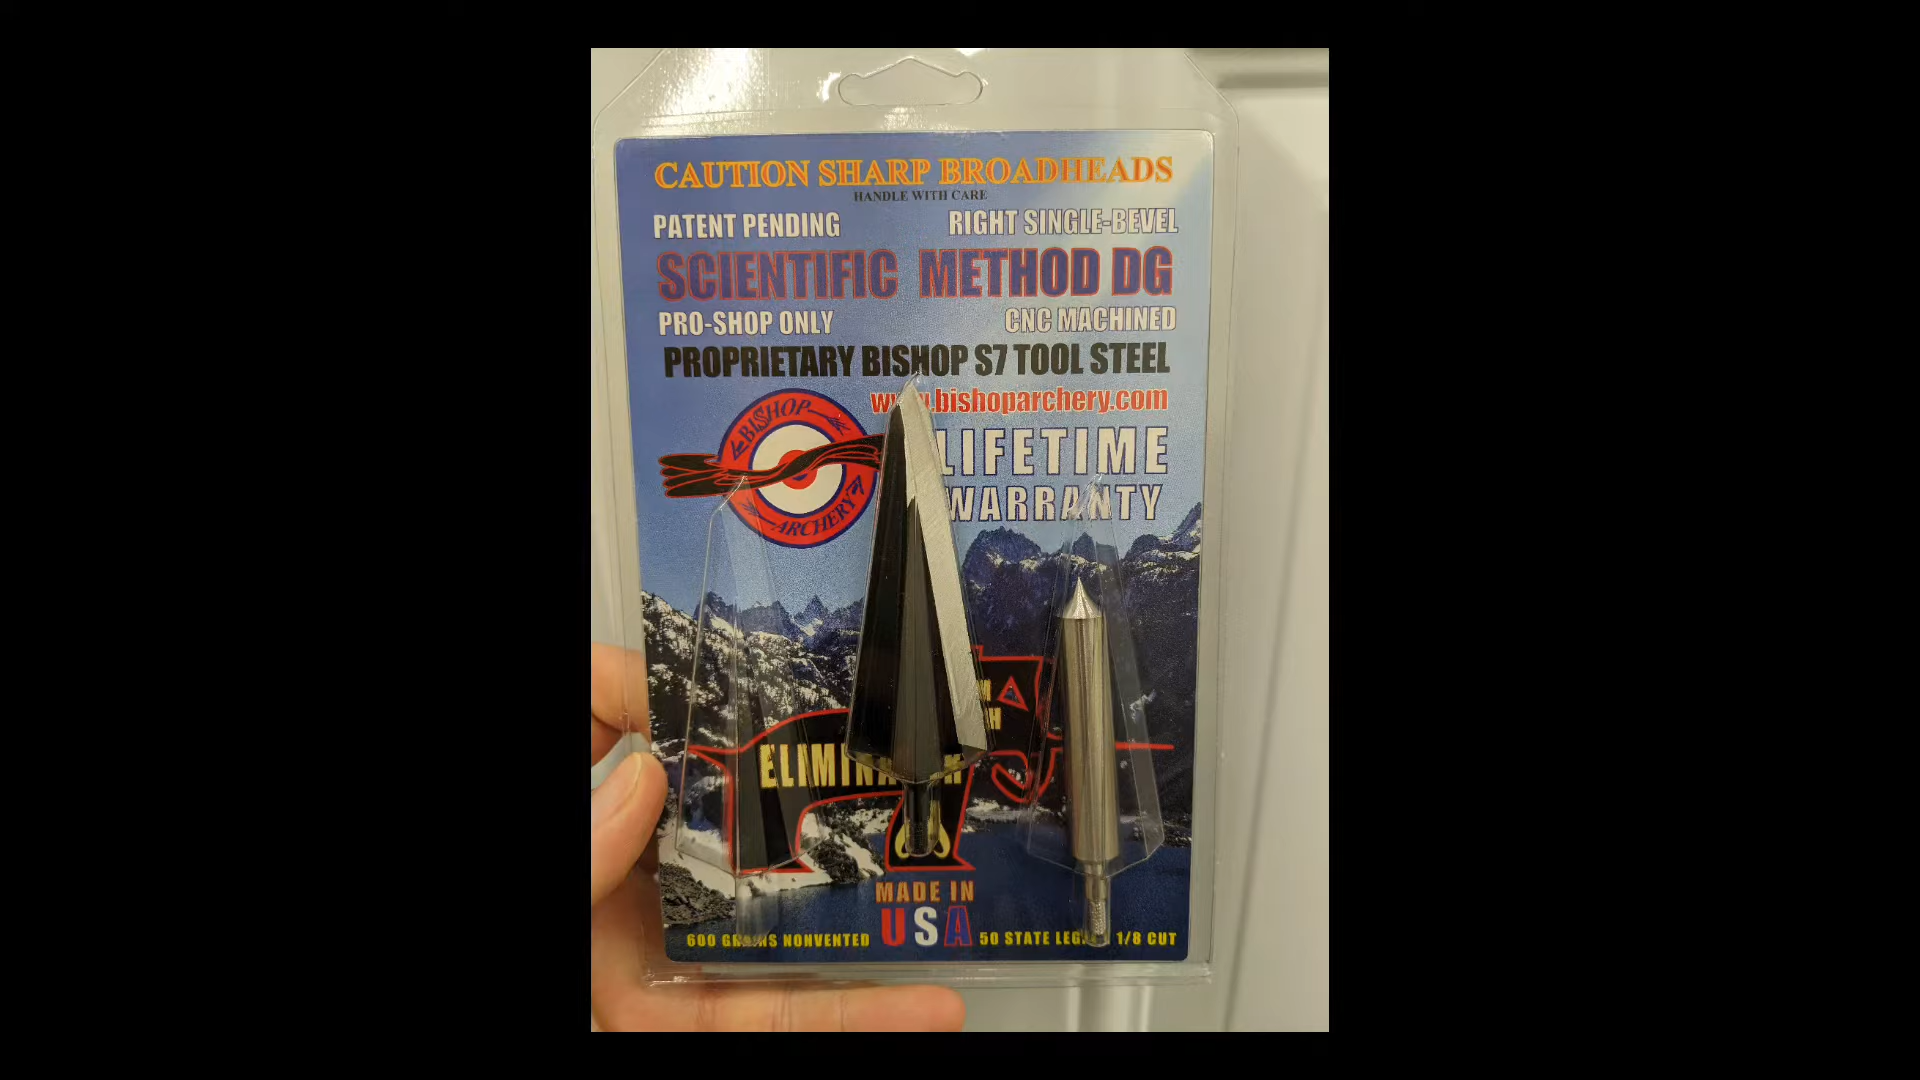 CAUTION SHARP BROADHEADS
HANDLE WITH CARE
PATENT PENDING RIGHT SINGLE-BEVEL
SCIENTIFIC METHOD DG
PRO-SHOP ONLY CNC MACHINED
PROPRIETARY BISHOP S7 TOOL STEEL
www.bishoparchery.com
BISHOP
ARCHERY
LIFETIME
WARRANTY
MADE IN
600 GRAINS NONVENTED USA 50 STATE 1/8 CUT